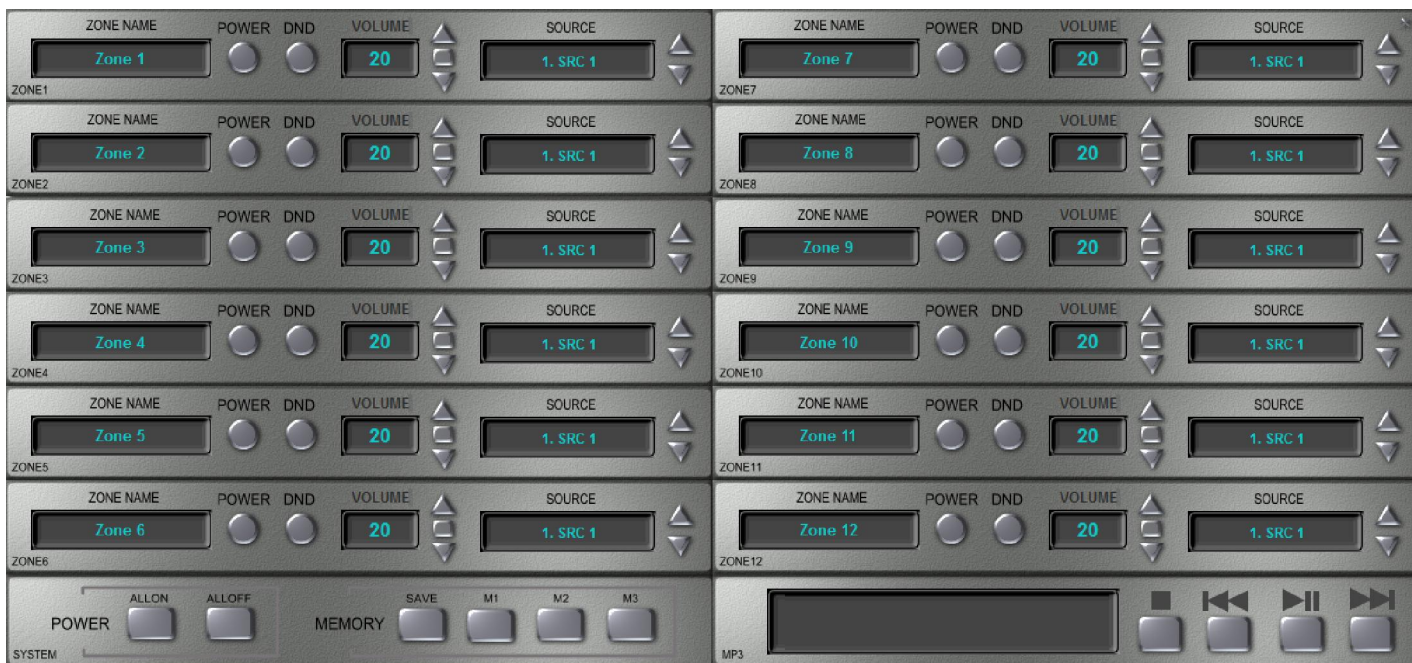 ZONE NAME POWER DND VOLUME SOURCE
Zone 1 20 1. SRC 1
ZONE1
ZONE NAME POWER DND VOLUME SOURCE
Zone 2 20 1. SRC 1
ZONE2
ZONE NAME POWER DND VOLUME SOURCE
Zone 3 20 1. SRC 1
ZONE3
ZONE NAME POWER DND VOLUME SOURCE
Zone 4 20 1. SRC 1
ZONE4
ZONE NAME POWER DND VOLUME SOURCE
Zone 5 20 1. SRC 1
ZONE5
ZONE NAME POWER DND VOLUME SOURCE
Zone 6 20 1. SRC 1
ZONE6
ALLON ALLOFF SAVE M1 M2 M3
POWER MEMORY
SYSTEM
ZONE NAME POWER DND VOLUME SOURCE
Zone 7 20 1. SRC 1
ZONE7
ZONE NAME POWER DND VOLUME SOURCE
Zone 8 20 1. SRC 1
ZONE8
ZONE NAME POWER DND VOLUME SOURCE
Zone 9 20 1. SRC 1
ZONE9
ZONE NAME POWER DND VOLUME SOURCE
Zone 10 20 1. SRC 1
ZONE10
ZONE NAME POWER DND VOLUME SOURCE
Zone 11 20 1. SRC 1
ZONE11
ZONE NAME POWER DND VOLUME SOURCE
Zone 12 20 1. SRC 1
ZONE12
MP3